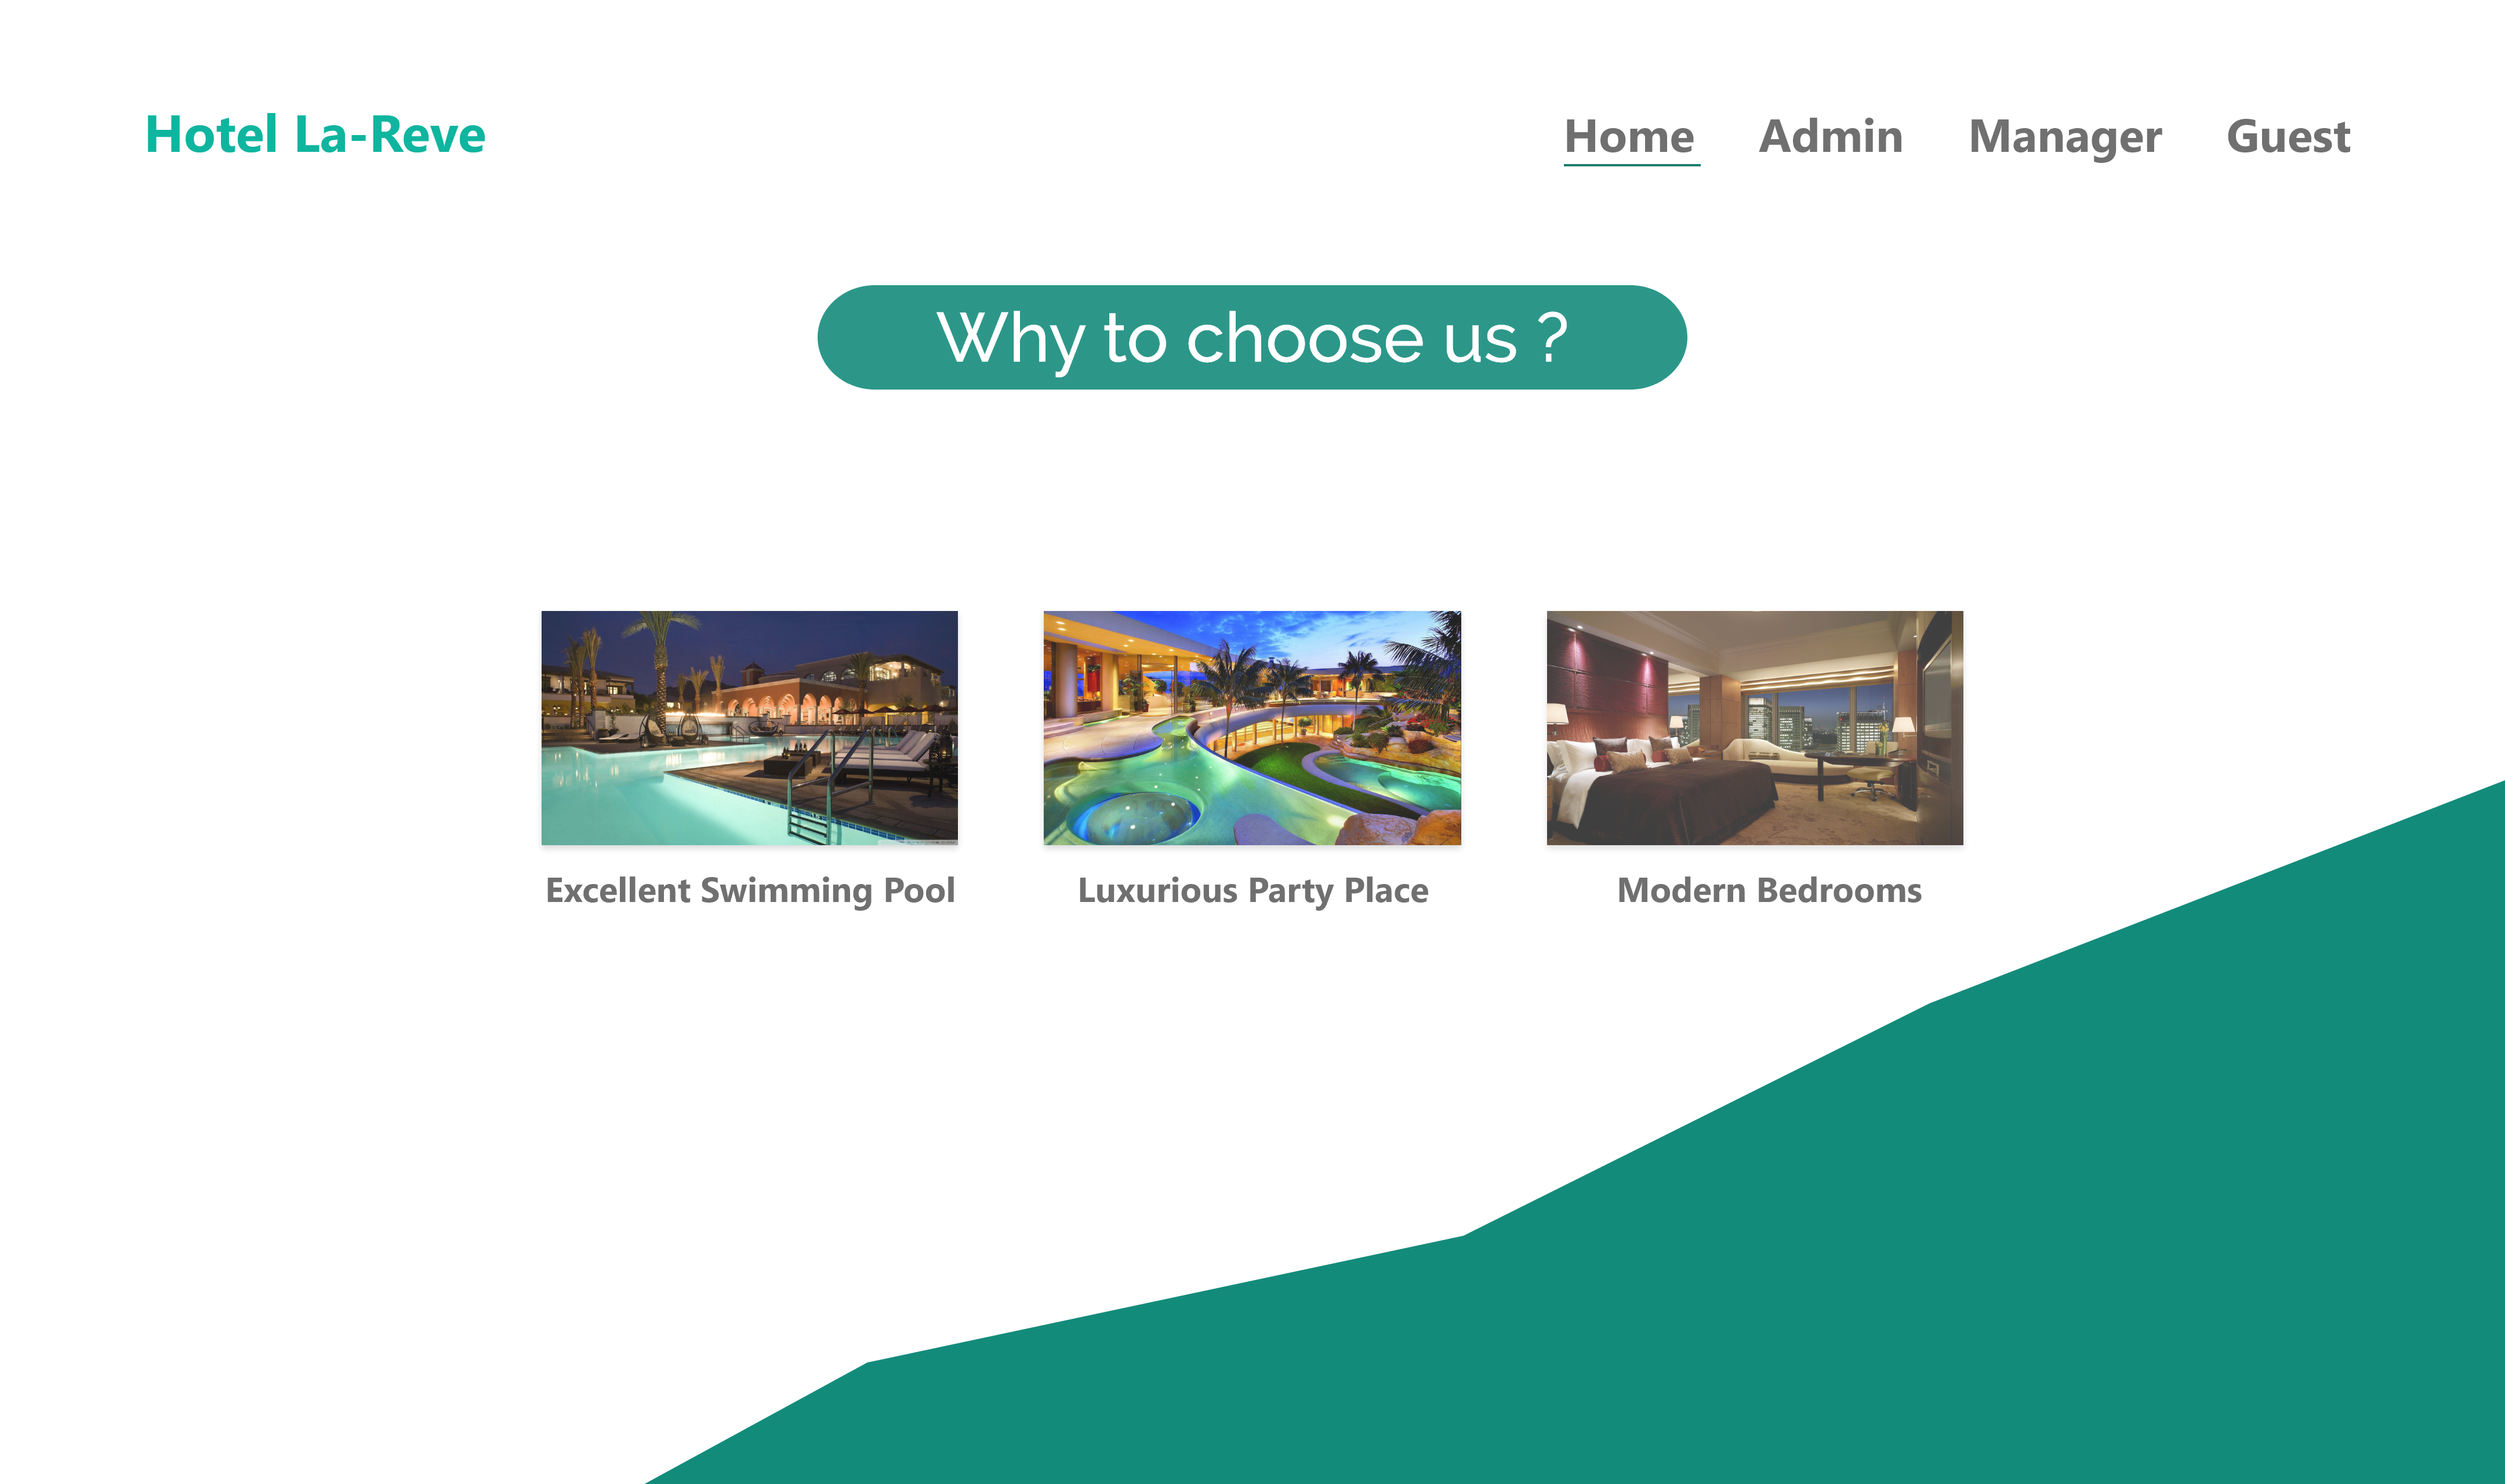 Hotel La-Reve
Home Admin Manager Guest
Why to choose us ?
Excellent Swimming Pool
Luxurious Party Place
Modern Bedrooms